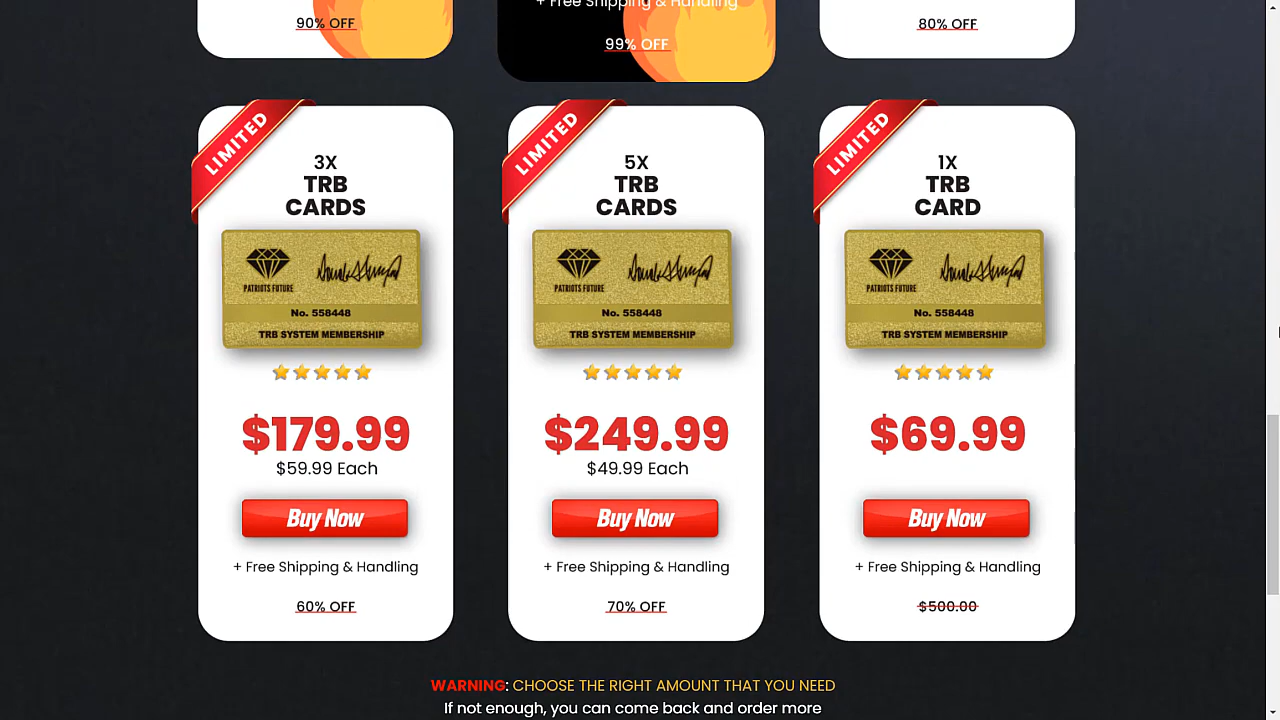 + Free Shipping & Handling
90% OFF
99% OFF
80% OFF
LIMITED
3X
TRB
CARDS
PATRIOTS FUTURE
No. 558448
TRB SYSTEM MEMBERSHIP
$179.99
$59.99 Each
Buy Now
+ Free Shipping & Handling
60% OFF
LIMITED
5X
TRB
CARDS
PATRIOTS FUTURE
No. 558448
TRB SYSTEM MEMBERSHIP
$249.99
$49.99 Each
Buy Now
+ Free Shipping & Handling
70% OFF
LIMITED
1X
TRB
CARD
PATRIOTS FUTURE
No. 558448
TRB SYSTEM MEMBERSHIP
$69.99
Buy Now
+ Free Shipping & Handling
$500.00
WARNING: CHOOSE THE RIGHT AMOUNT THAT YOU NEED
If not enough, you can come back and order more